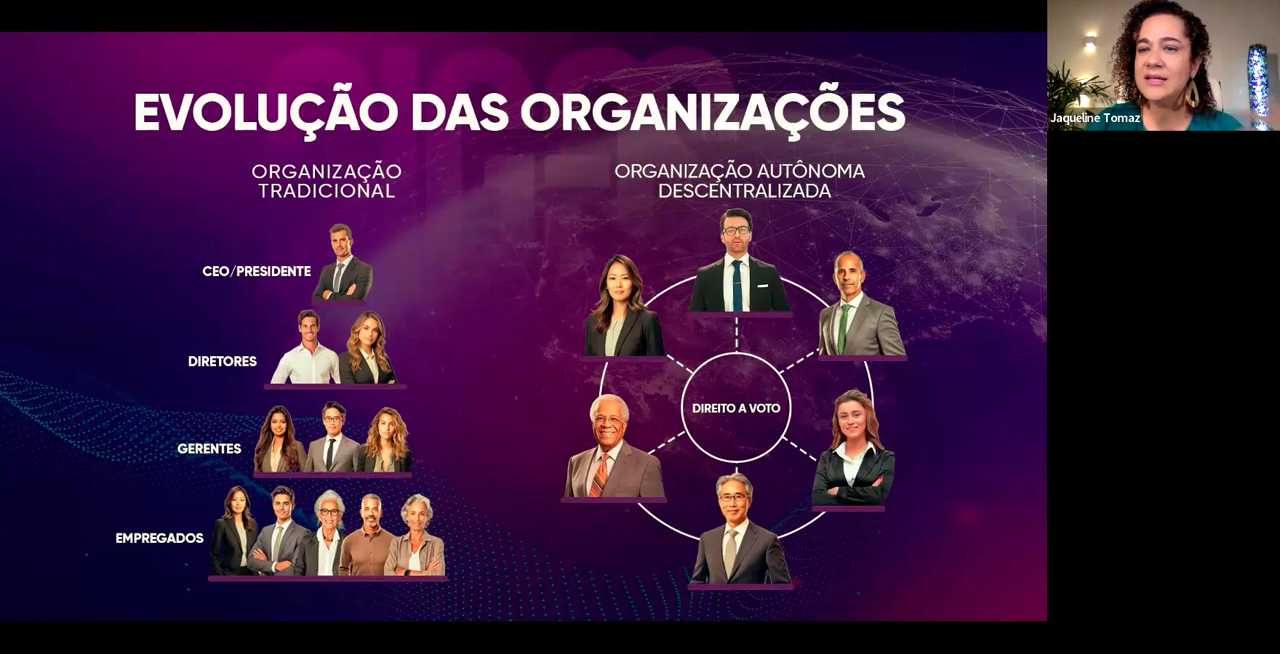 EVOLUÇÃO DAS ORGANIZAÇÕES
ORGANIZAÇÃO
TRADICIONAL
CEO/PRESIDENTE
DIRETORES
GERENTES
EMPREGADOS
ORGANIZAÇÃO AUTÔNOMA
DESCENTRALIZADA
DIREITO A VOTO
Jaqueline Tomaz